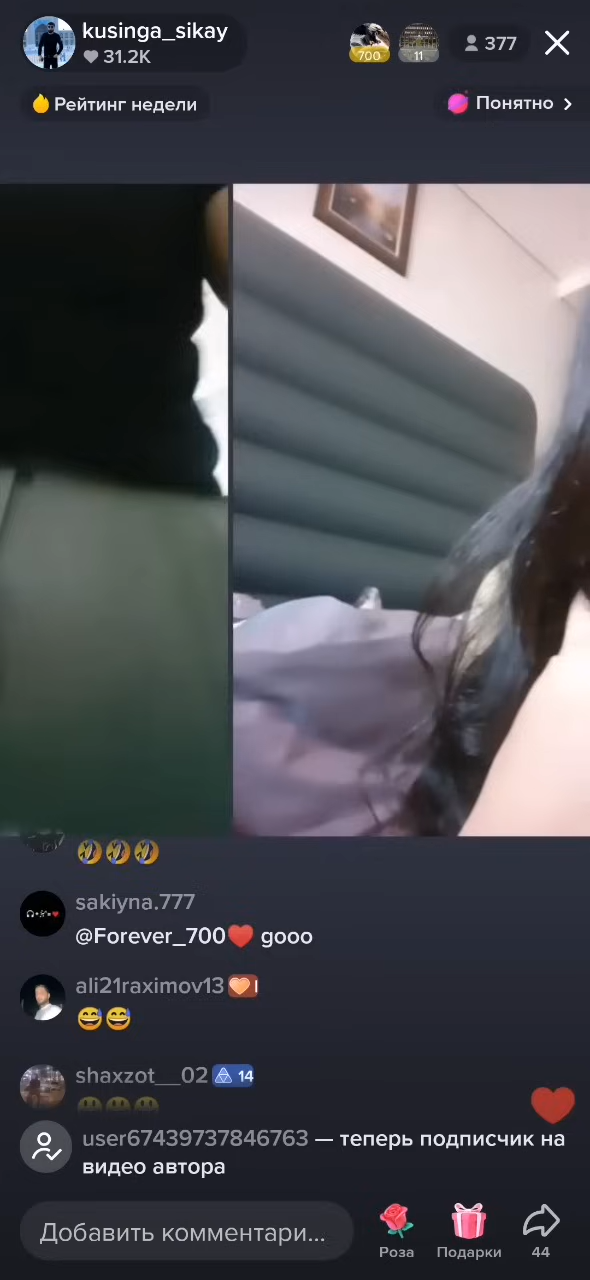 kusinga_sikay
31.2K
700
11
377
Рейтинг недели
Понятно
sakiyna.777
@Forever_700❤️ gooo
ali21raximov13
😅😅
shaxzot__02 14
user67439737846763 — теперь подписчик на
видео автора
Добавить комментари...
Роза
Подарки
44